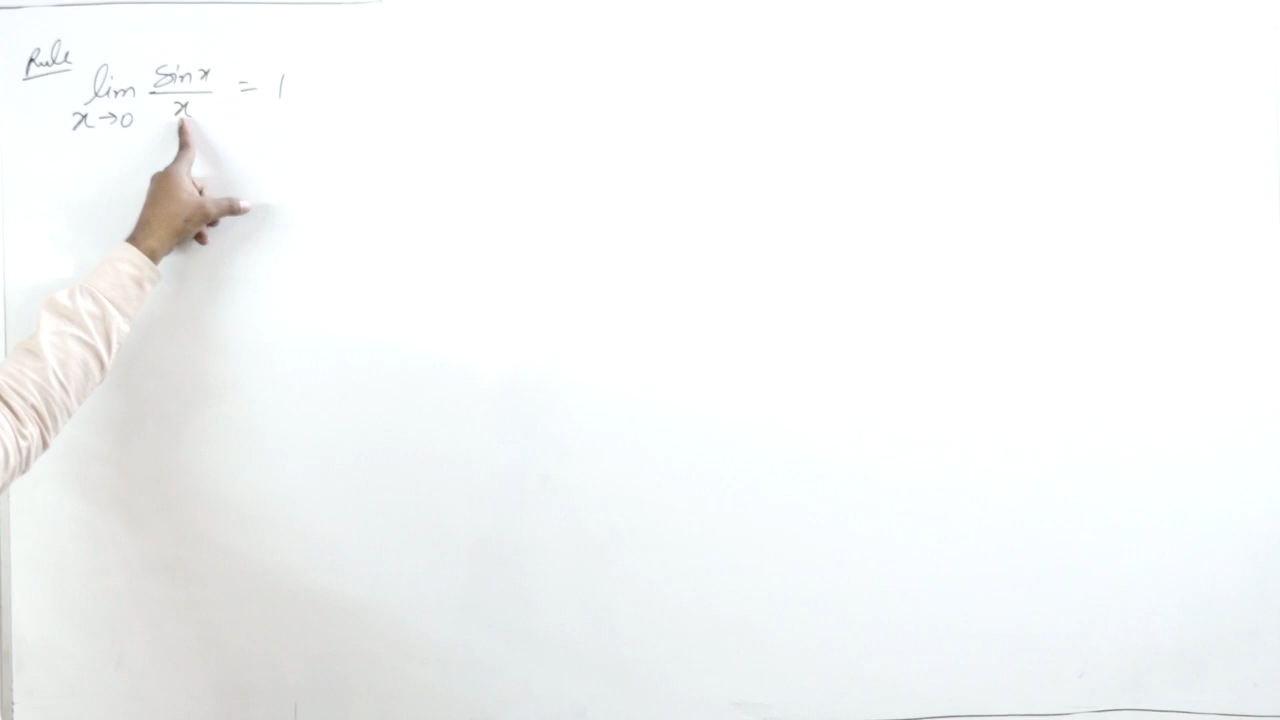 Rule
lim sin x / x = 1
x→0